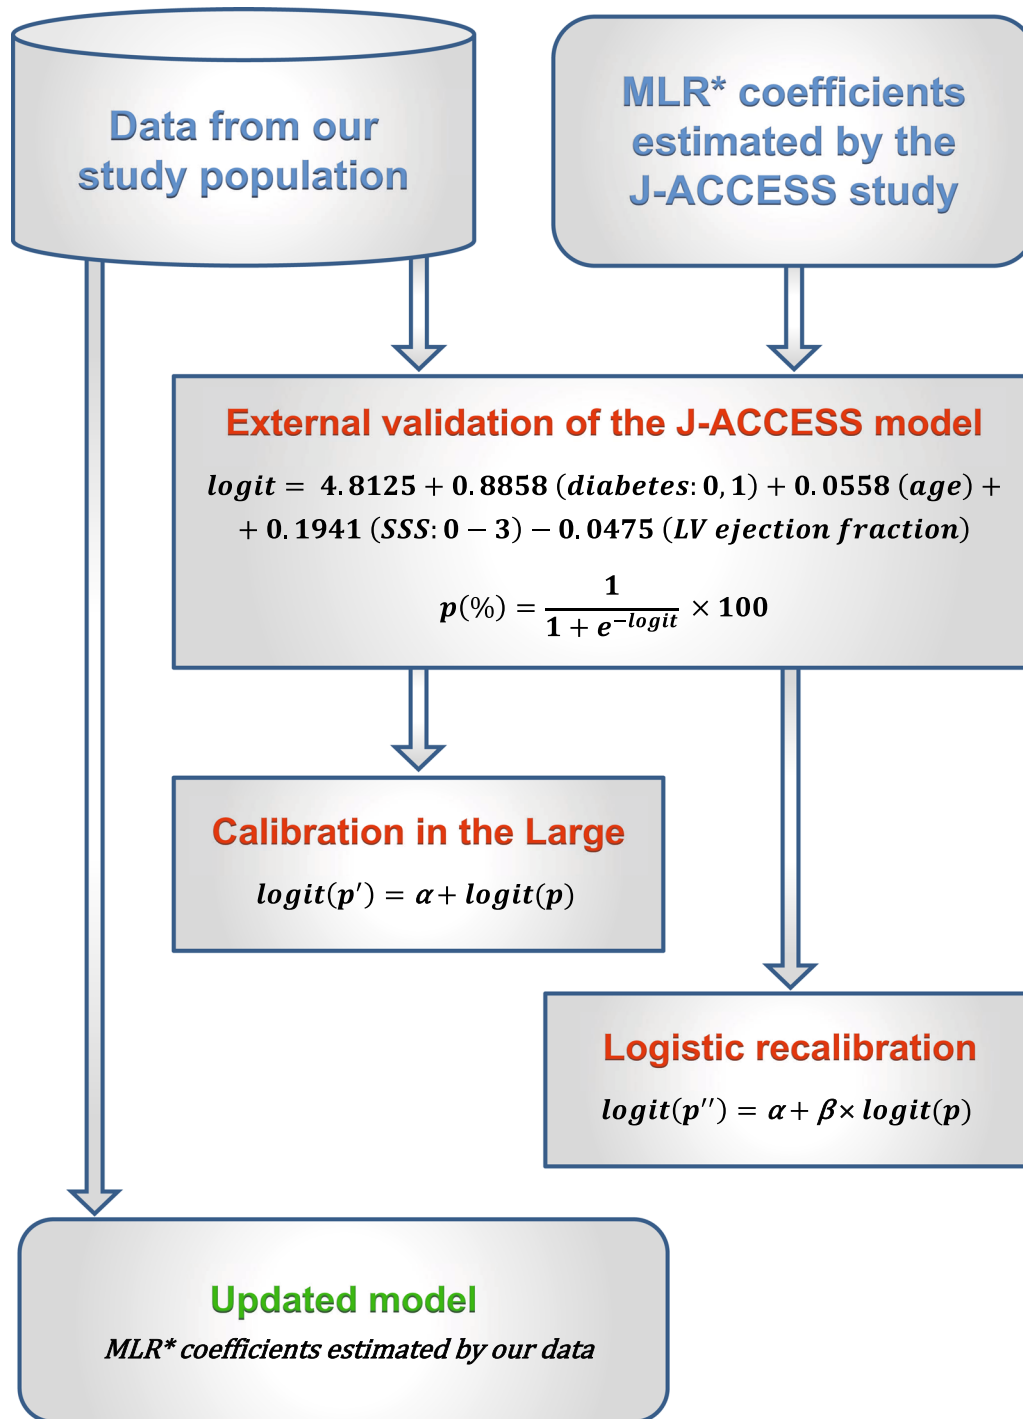 Data from our
study population
MLR* coefficients
estimated by the
J-ACCESS study
External validation of the J-ACCESS model
logit = 4.8125 + 0.8858 (diabetes: 0, 1) + 0.0558 (age) +
+ 0.1941 (SSS: 0 − 3) − 0.0475 (LV ejection fraction)
p(%) = 1 / (1 + e^−logit) × 100
Calibration in the Large
logit(p′) = α + logit(p)
Logistic recalibration
logit(p′′) = α + β × logit(p)
Updated model
MLR* coefficients estimated by our data